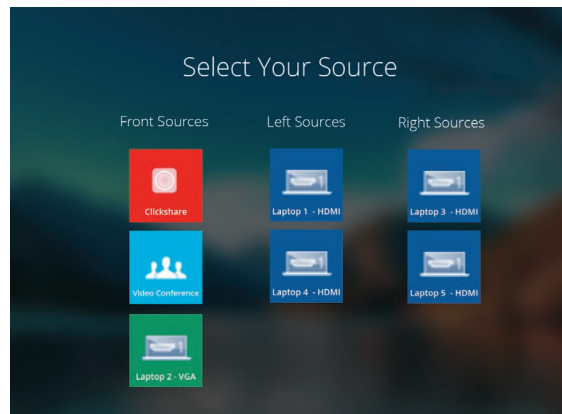 Select Your Source
Front Sources
Left Sources
Right Sources
Clickshare
Laptop 1 - HDMI
Laptop 3 - HDMI
Video Conference
Laptop 4 - HDMI
Laptop 5 - HDMI
Laptop 2 - VGA